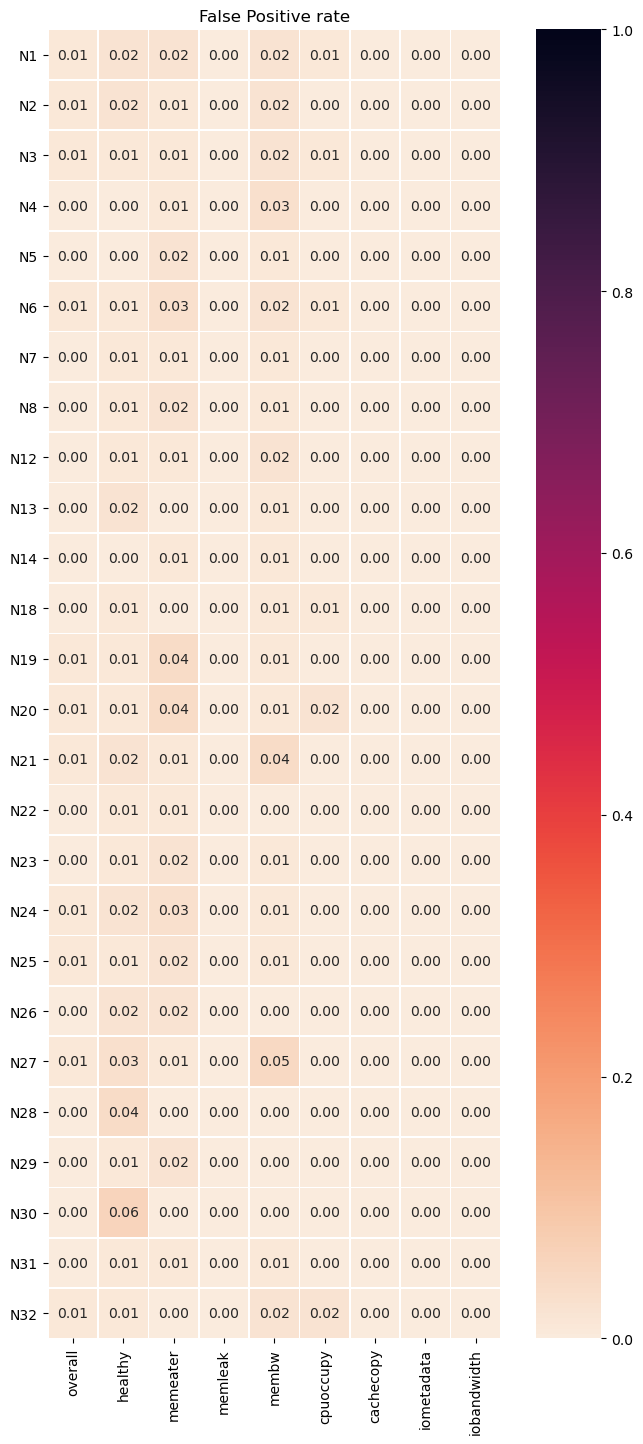 False Positive rate
N1 0.01 0.02 0.02 0.00 0.02 0.01 0.00 0.00 0.00
N2 0.01 0.02 0.01 0.00 0.02 0.00 0.00 0.00 0.00
N3 0.01 0.01 0.01 0.00 0.02 0.01 0.00 0.00 0.00
N4 0.00 0.00 0.01 0.00 0.03 0.00 0.00 0.00 0.00
N5 0.00 0.00 0.02 0.00 0.01 0.00 0.00 0.00 0.00
N6 0.01 0.01 0.03 0.00 0.02 0.01 0.00 0.00 0.00
N7 0.00 0.01 0.01 0.00 0.01 0.00 0.00 0.00 0.00
N8 0.00 0.01 0.02 0.00 0.01 0.00 0.00 0.00 0.00
N12 0.00 0.01 0.01 0.00 0.02 0.00 0.00 0.00 0.00
N13 0.00 0.02 0.00 0.00 0.01 0.00 0.00 0.00 0.00
N14 0.00 0.00 0.01 0.00 0.01 0.00 0.00 0.00 0.00
N18 0.00 0.01 0.00 0.00 0.01 0.01 0.00 0.00 0.00
N19 0.01 0.01 0.04 0.00 0.01 0.00 0.00 0.00 0.00
N20 0.01 0.01 0.04 0.00 0.01 0.02 0.00 0.00 0.00
N21 0.01 0.02 0.01 0.00 0.04 0.00 0.00 0.00 0.00
N22 0.00 0.01 0.01 0.00 0.00 0.00 0.00 0.00 0.00
N23 0.00 0.01 0.02 0.00 0.01 0.00 0.00 0.00 0.00
N24 0.01 0.02 0.03 0.00 0.01 0.00 0.00 0.00 0.00
N25 0.01 0.01 0.02 0.00 0.01 0.00 0.00 0.00 0.00
N26 0.00 0.02 0.02 0.00 0.00 0.00 0.00 0.00 0.00
N27 0.01 0.03 0.01 0.00 0.05 0.00 0.00 0.00 0.00
N28 0.00 0.04 0.00 0.00 0.00 0.00 0.00 0.00 0.00
N29 0.00 0.01 0.02 0.00 0.00 0.00 0.00 0.00 0.00
N30 0.00 0.06 0.00 0.00 0.00 0.00 0.00 0.00 0.00
N31 0.00 0.01 0.01 0.00 0.01 0.00 0.00 0.00 0.00
N32 0.01 0.01 0.00 0.00 0.02 0.02 0.00 0.00 0.00
overall
healthy
memeater
memleak
membw
cpuoccupy
cachecopy
iometadata
iobandwidth
1.0
0.8
0.6
0.4
0.2
0.0